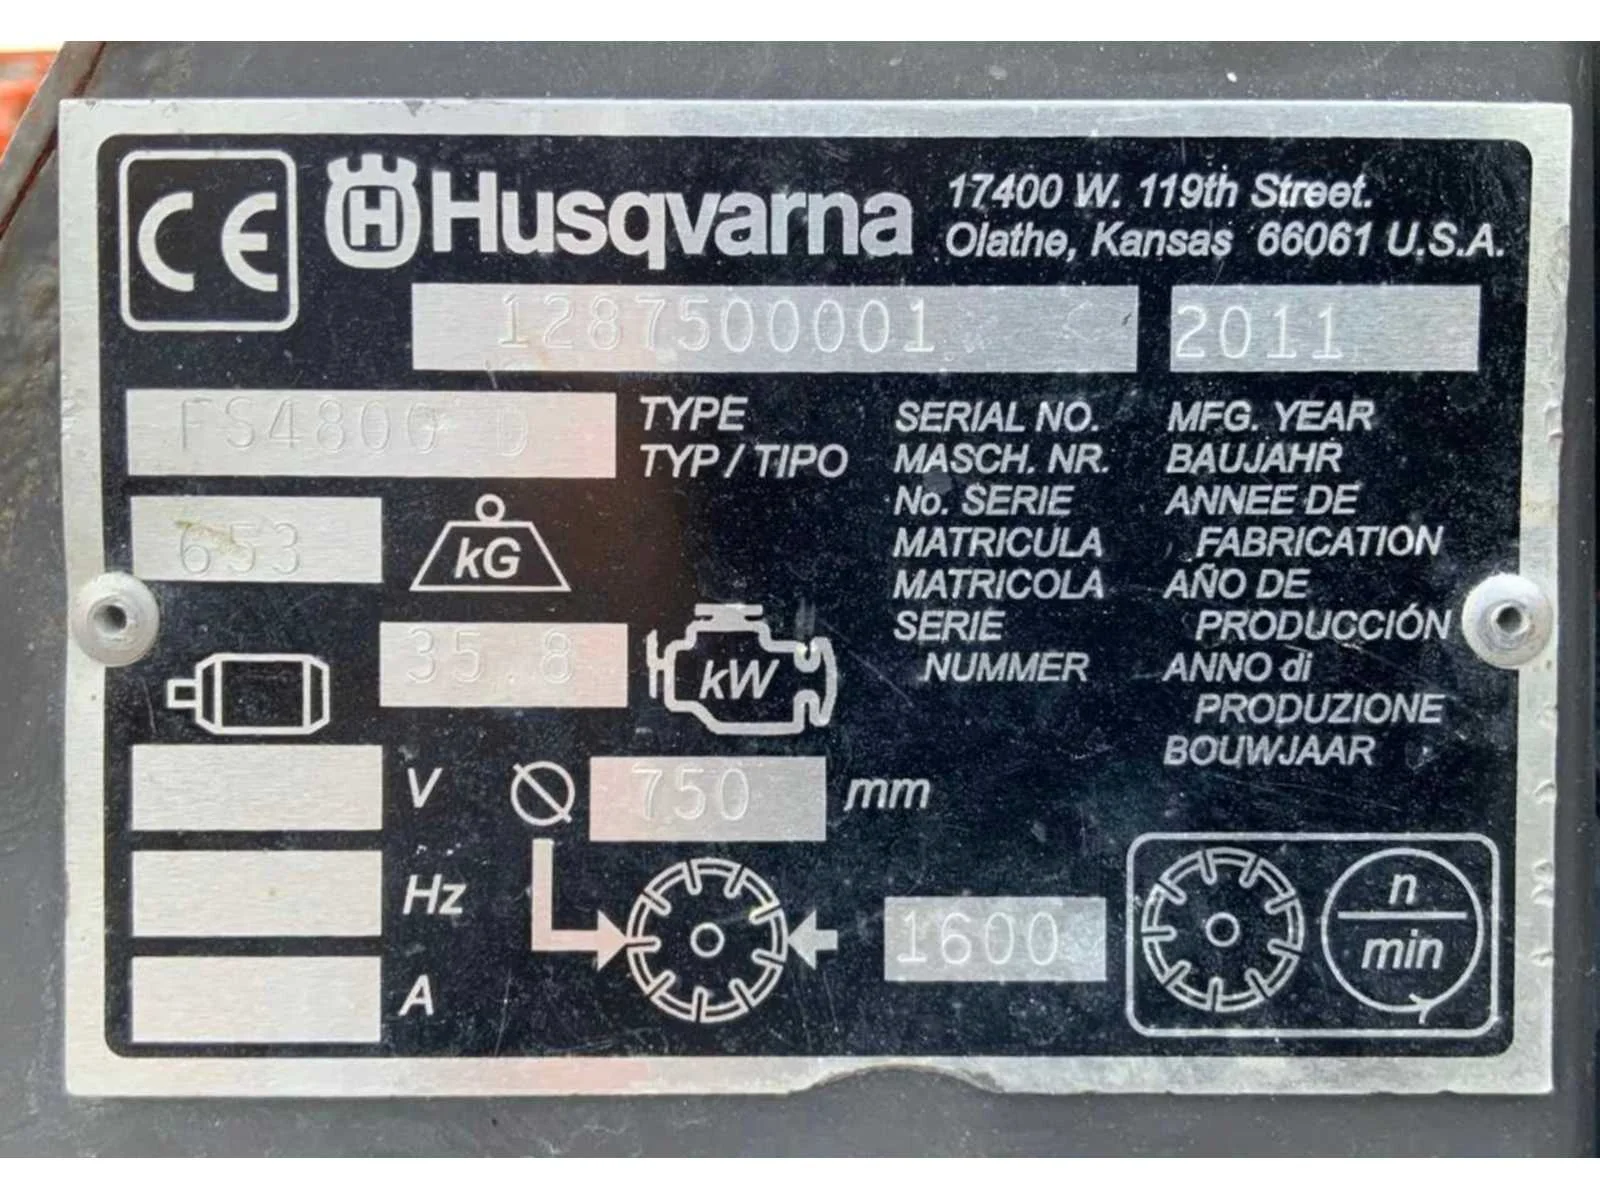 CE Husqvarna 17400 W. 119th Street.
Olathe, Kansas 66061 U.S.A.
1287500001 2011
FS4800 D TYPE
TYP / TIPO
653 kG
35.8 kW
SERIAL NO.
MASCH. NR.
No. SERIE
MATRICULA
MATRICOLA
SERIE
NUMMER
MFG. YEAR
BAUJAHR
ANNEE DE
FABRICATION
AÑO DE
PRODUCCIÓN
ANNO di
PRODUZIONE
BOUWJAAR
V
Hz
A
Ø 750 mm
1600
n
min